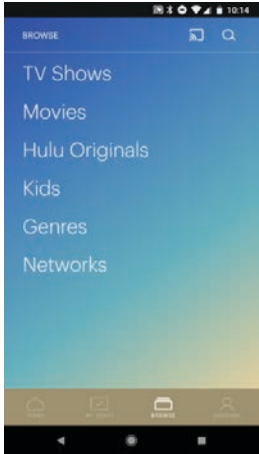 10:14
BROWSE
TV Shows
Movies
Hulu Originals
Kids
Genres
Networks
BROWSE